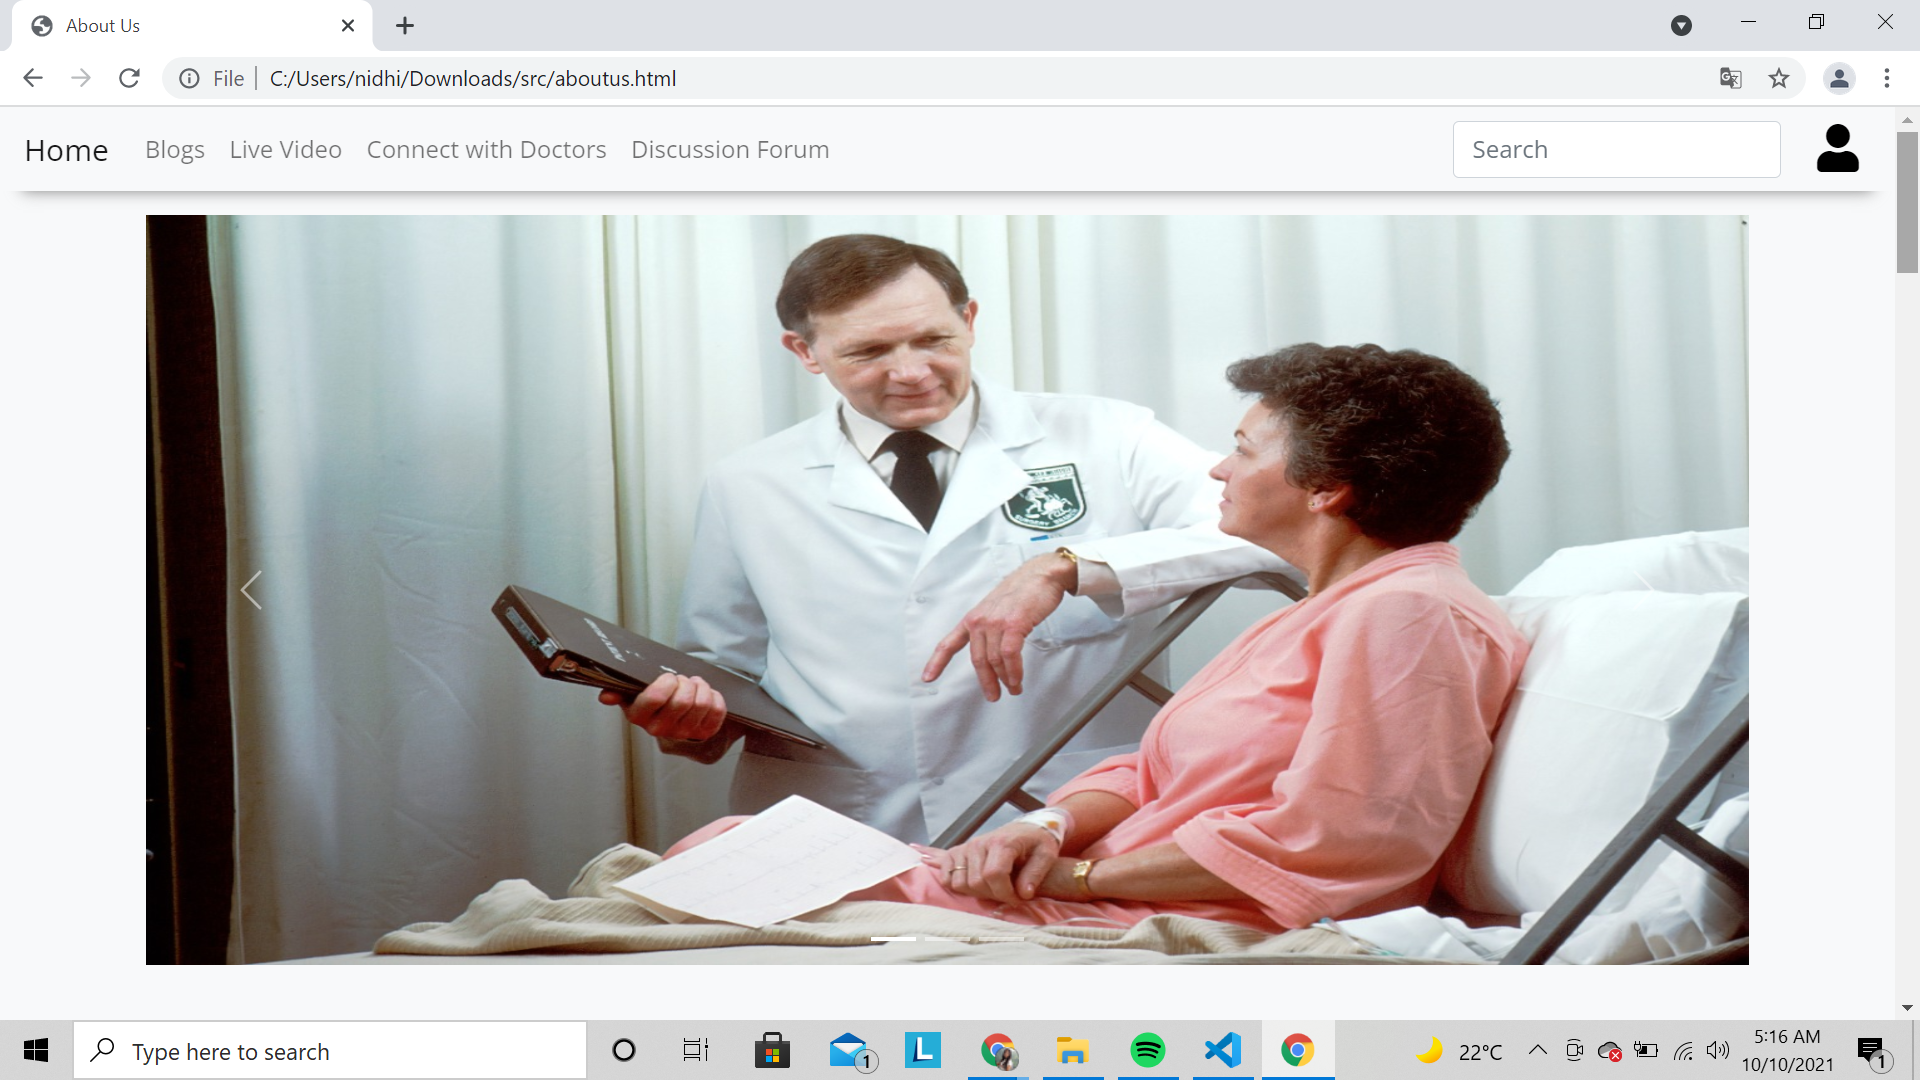 About Us
File
C:/Users/nidhi/Downloads/src/aboutus.html
Home Blogs Live Video Connect with Doctors Discussion Forum Search
Type here to search
1
L
22°C
5:16 AM
10/10/2021
1